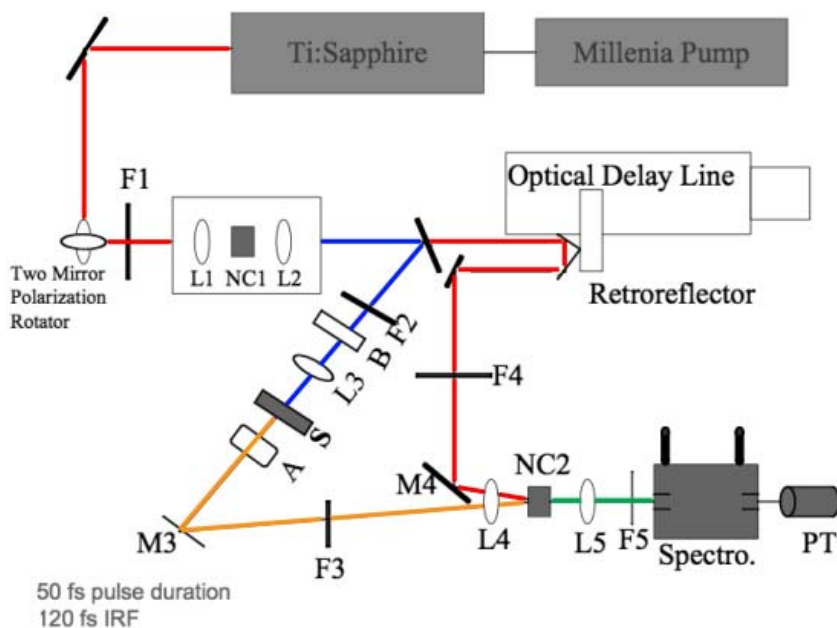 Ti:Sapphire
Millenia Pump
F1
Optical Delay Line
L1
NC1
L2
Two Mirror
Polarization
Rotator
Retroreflector
F2
B
L3
F4
S
A
NC2
M4
M3
F3
L4
L5
F5
Spectro.
PT
50 fs pulse duration
120 fs IRF